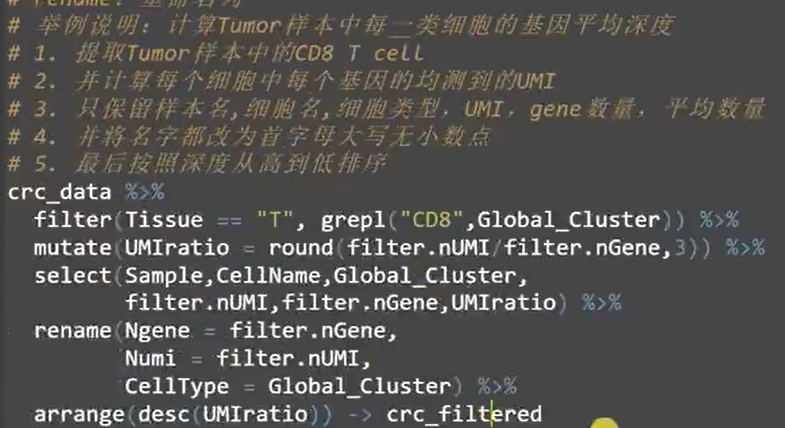 # 举例说明: 计算Tumor样本中每一类细胞的基因平均深度
# 1. 提取Tumor样本中的CD8 T cell
# 2. 并计算每个细胞中每个基因的均测到的UMI
# 3. 只保留样本名,细胞名,细胞类型，UMI，gene数量，平均数量
# 4. 并将名字都改为首字母大写无小数点
# 5. 最后按照深度从高到低排序
crc_data %>%
  filter(Tissue == "T", grepl("CD8",Global_Cluster)) %>%
  mutate(UMIratio = round(filter.nUMI/filter.nGene,3)) %>%
  select(Sample,CellName,Global_Cluster,
         filter.nUMI,filter.nGene,UMIratio) %>%
  rename(Ngene = filter.nGene,
         Numi = filter.nUMI,
         CellType = Global_Cluster) %>%
  arrange(desc(UMIratio)) -> crc_filtered